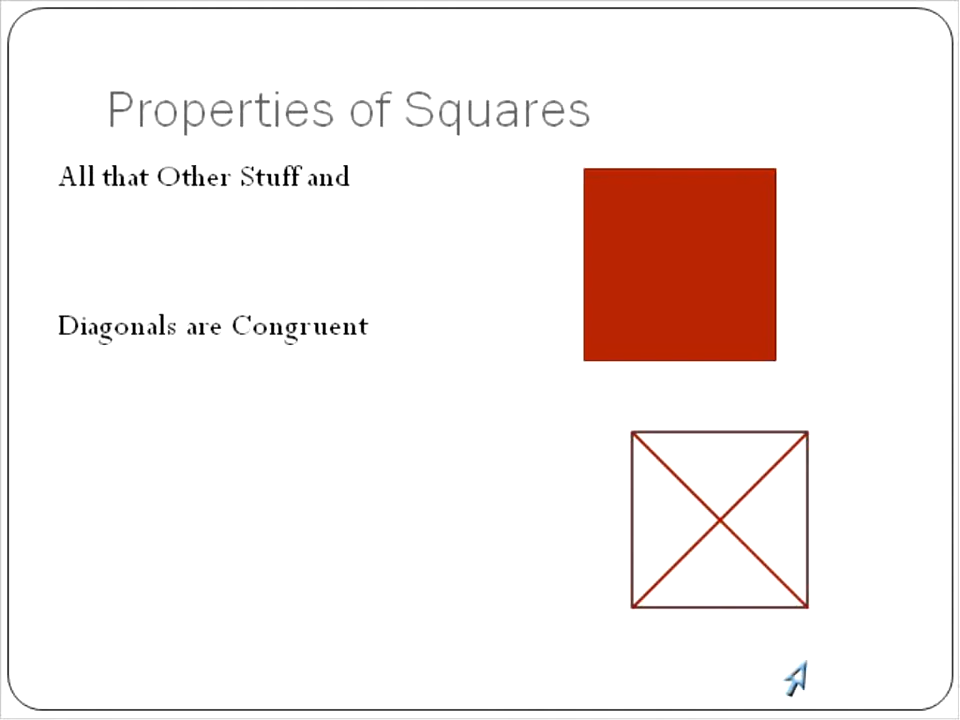 Properties of Squares
All that Other Stuff and
Diagonals are Congruent